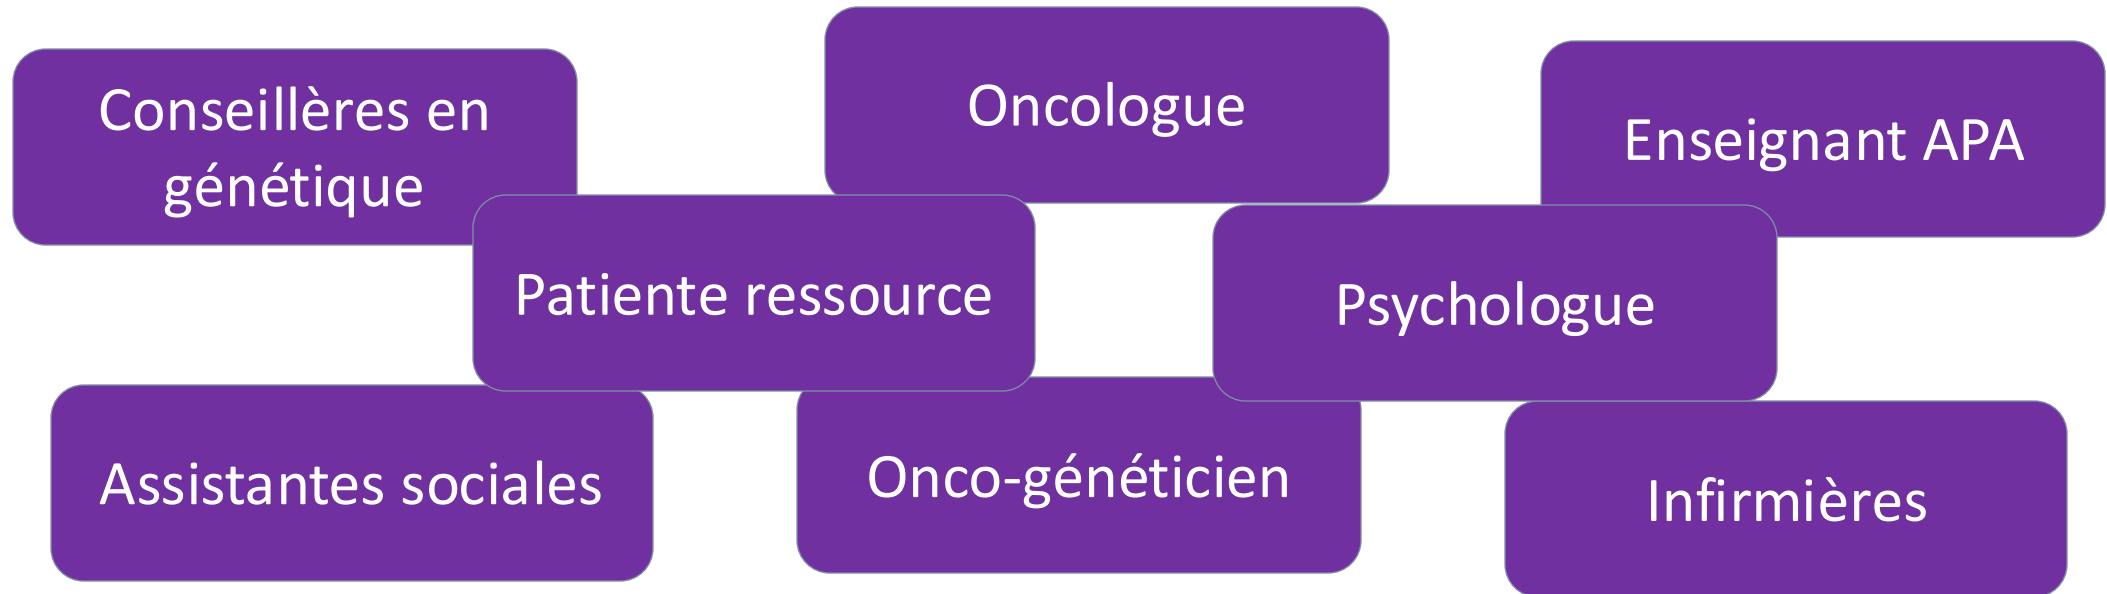 Conseillères en
génétique
Oncologue
Enseignant APA
Patiente ressource
Psychologue
Assistantes sociales
Onco-généticien
Infirmières